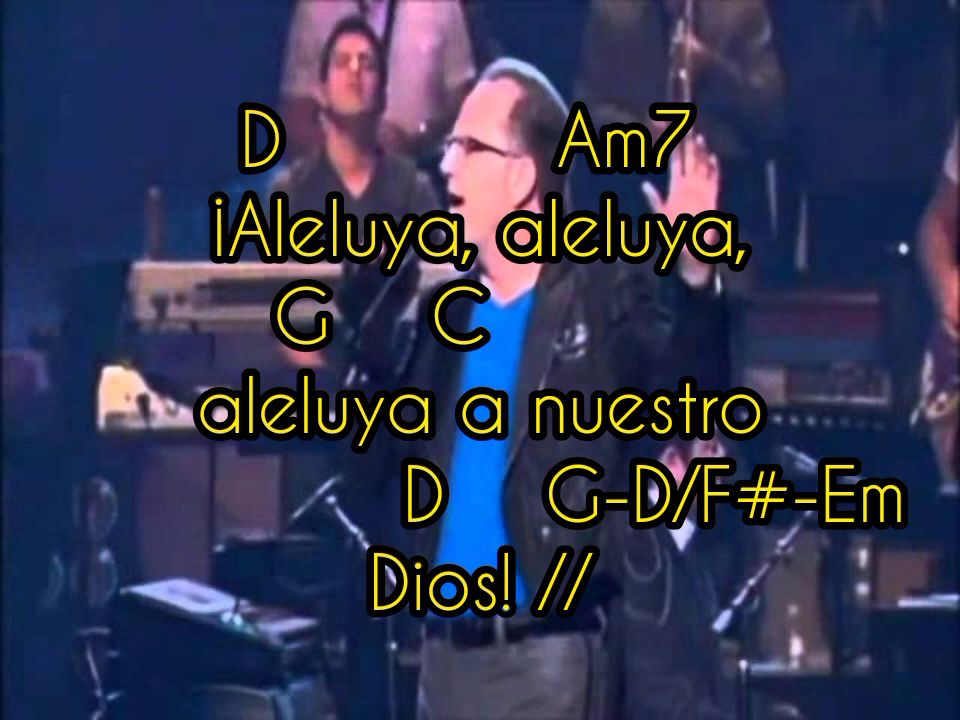 D Am7
¡Aleluya, aleluya,
G C
aleluya a nuestro
D G-D/F#-Em
Dios! //